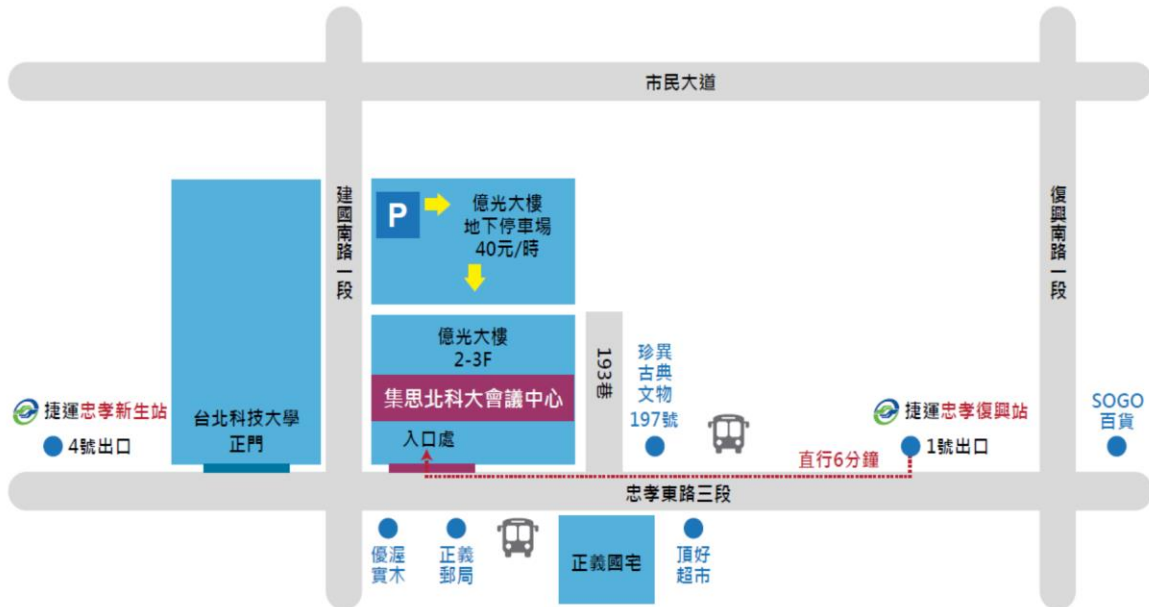 市民大道
建國南路一段
復興南路一段
P
億光大樓
地下停車場
40元/時
億光大樓
2-3F
集思北科大會議中心
入口處
193巷
珍異
古典
文物
197號
捷運忠孝新生站
4號出口
台北科技大學
正門
捷運忠孝復興站
1號出口
SOGO
百貨
直行6分鐘
忠孝東路三段
優渥
實木
正義
郵局
正義國宅
頂好
超市